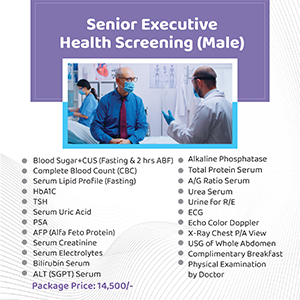 Senior Executive
Health Screening (Male)
Blood Sugar+CUS (Fasting & 2 hrs ABF)
Complete Blood Count (CBC)
Serum Lipid Profile (Fasting)
HbA1C
TSH
Serum Uric Acid
PSA
AFP (Alfa Feto Protein)
Serum Creatinine
Serum Electrolytes
Bilirubin Serum
ALT (SGPT) Serum
Package Price: 14,500/-
Alkaline Phosphatase
Total Protein Serum
A/G Ratio Serum
Urea Serum
Urine for R/E
ECG
Echo Color Doppler
X-Ray Chest P/A View
USG of Whole Abdomen
Complimentary Breakfast
Physical Examination
by Doctor